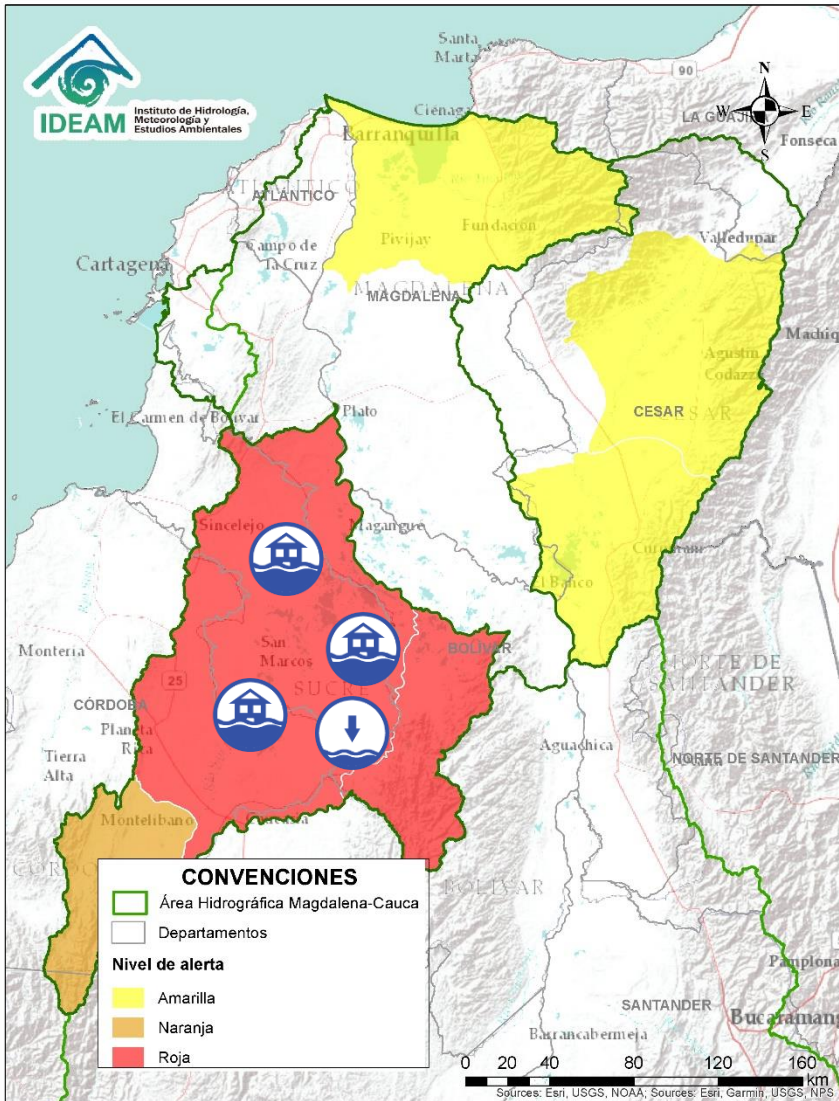 IDEAM
Instituto de Hidrología,
Meteorología y
Estudios Ambientales
Santa
Marta
90
N
W
E
S
Ciénaga
LA GUAJI
Fonseca
Barranquilla
ATLÁNTICO
Valledupar
Pivijay
Fundación
Campo de
la Cruz
Cartagena
MAGDALENA
MAGDALENA
Machiq
Agustín
Codazzi
El Carmen de Bolívar
Plato
CESAR
Sincelejo
Magangué
El Banco
Montería
San
Marcos
BOLÍVAR
25
SUCRE
NORTE DE
SANTANDER
CÓRDOBA
Planeta
Rica
Tierra
Alta
Aguachica
NORTE DE SANTANDER
Montelíbano
BOLÍVAR
CONVENCIONES
Área Hidrográfica Magdalena-Cauca
Departamentos
Nivel de alerta
Amarilla
Naranja
Roja
Pamplona
SANTANDER
Bucaramang
Barrancabermeja
0 20 40 80 120 160
km
Sources: Esri, USGS, NOAA; Sources: Esri, Garmin, USGS, NPS